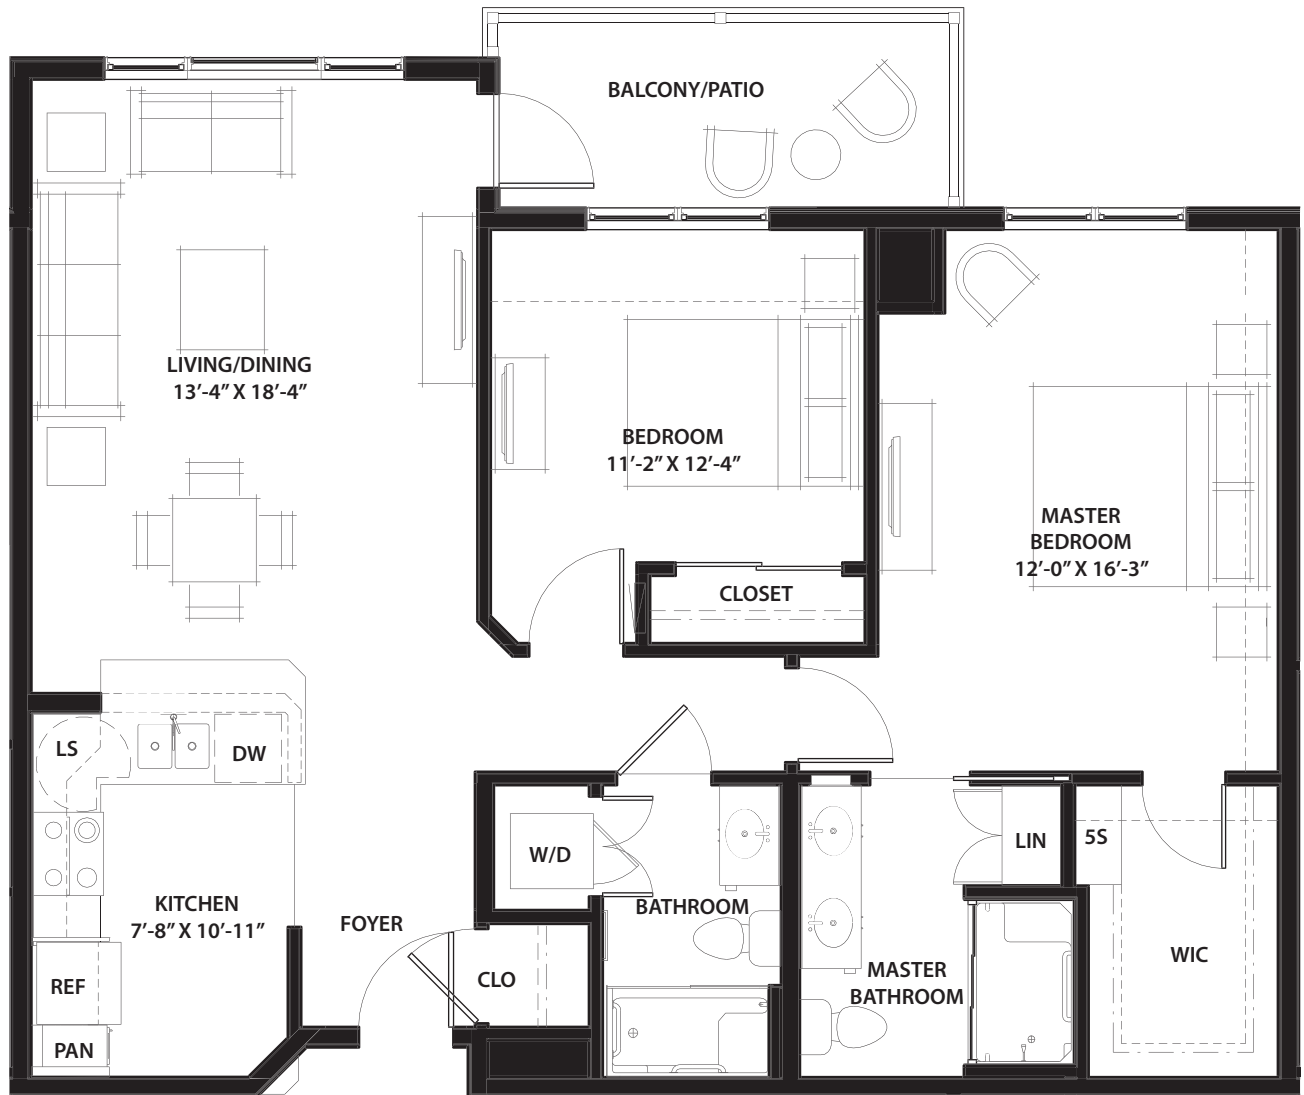 BALCONY/PATIO
LIVING/DINING
13’-4” X 18’-4”
BEDROOM
11’-2” X 12’-4”
MASTER
BEDROOM
12’-0” X 16’-3”
CLOSET
LS
DW
W/D
LIN
5S
KITCHEN
7’-8” X 10’-11”
FOYER
BATHROOM
REF
CLO
MASTER
BATHROOM
WIC
PAN